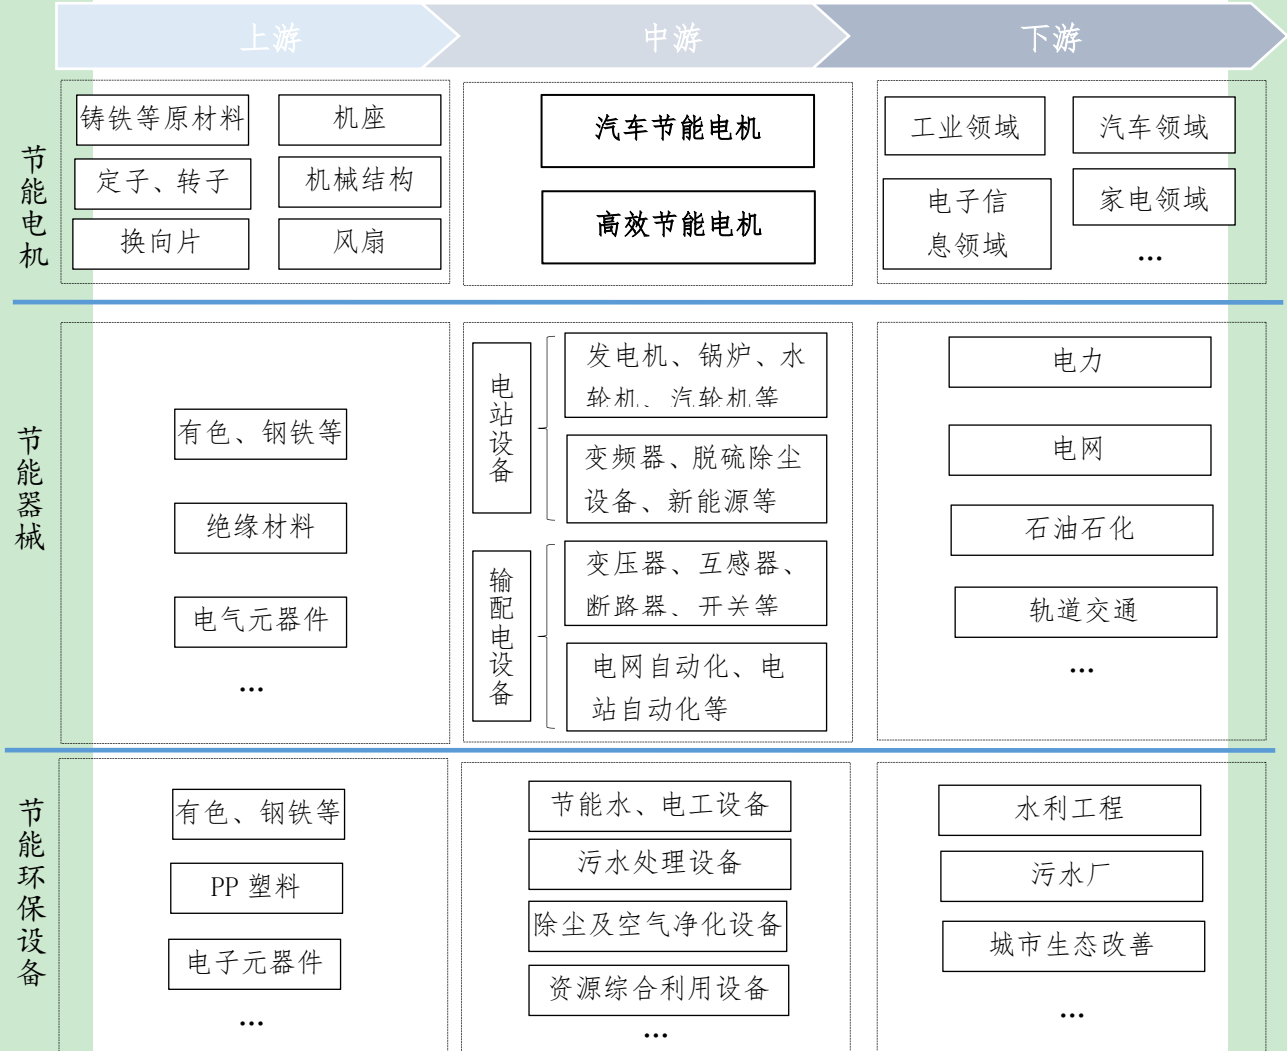 上游
中游
下游
节能电机
铸铁等原材料
机座
定子、转子
机械结构
换向片
风扇
汽车节能电机
高效节能电机
工业领域
汽车领域
电子信
息领域
家电领域
...
节能器械
有色、钢铁等
绝缘材料
电气元器件
...
电站设备
发电机、锅炉、水
轮机、汽轮机等
变频器、脱硫除尘
设备、新能源等
输配电设备
变压器、互感器、
断路器、开关等
电网自动化、电
站自动化等
电力
电网
石油石化
轨道交通
...
节能环保设备
有色、钢铁等
PP 塑料
电子元器件
...
节能水、电工设备
污水处理设备
除尘及空气净化设备
资源综合利用设备
...
水利工程
污水厂
城市生态改善
...